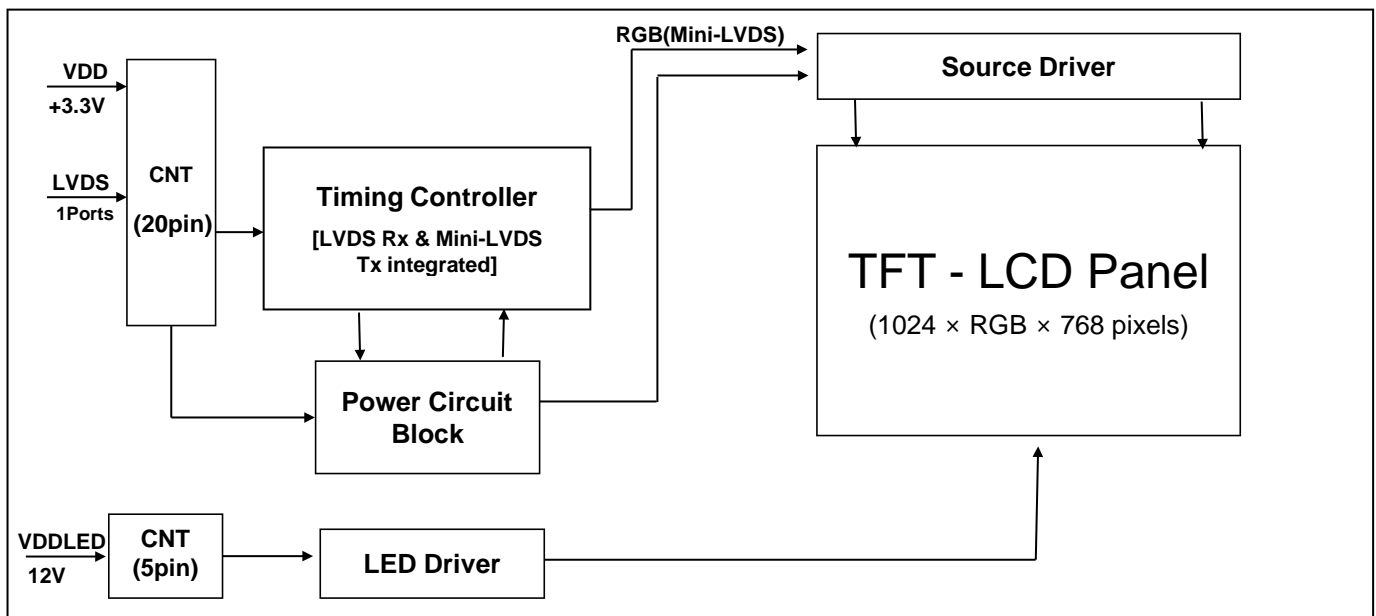 RGB(Mini-LVDS)
Source Driver
VDD
+3.3V
LVDS
1Ports
CNT
(20pin)
Timing Controller
[LVDS Rx & Mini-LVDS
Tx integrated]
TFT - LCD Panel
(1024 × RGB × 768 pixels)
Power Circuit
Block
VDDLED
12V
CNT
(5pin)
LED Driver